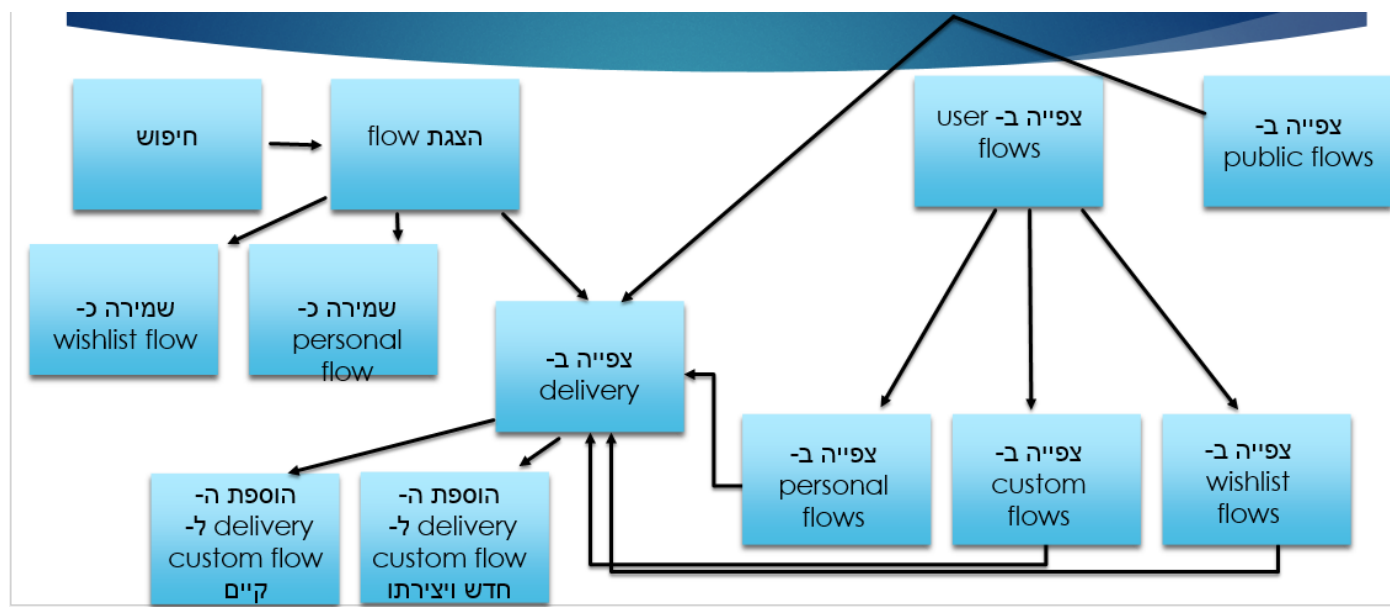 חיפוש
הצגת flow
צפייה ב- user
flows
צפייה ב-
public flows
שמירה כ-
wishlist flow
שמירה כ-
personal
flow
צפייה ב-
delivery
צפייה ב-
personal
flows
צפייה ב-
custom
flows
צפייה ב-
wishlist
flows
הוספת ה-
delivery ל-
custom flow
קיים
הוספת ה-
delivery ל-
custom flow
חדש ויצירתו